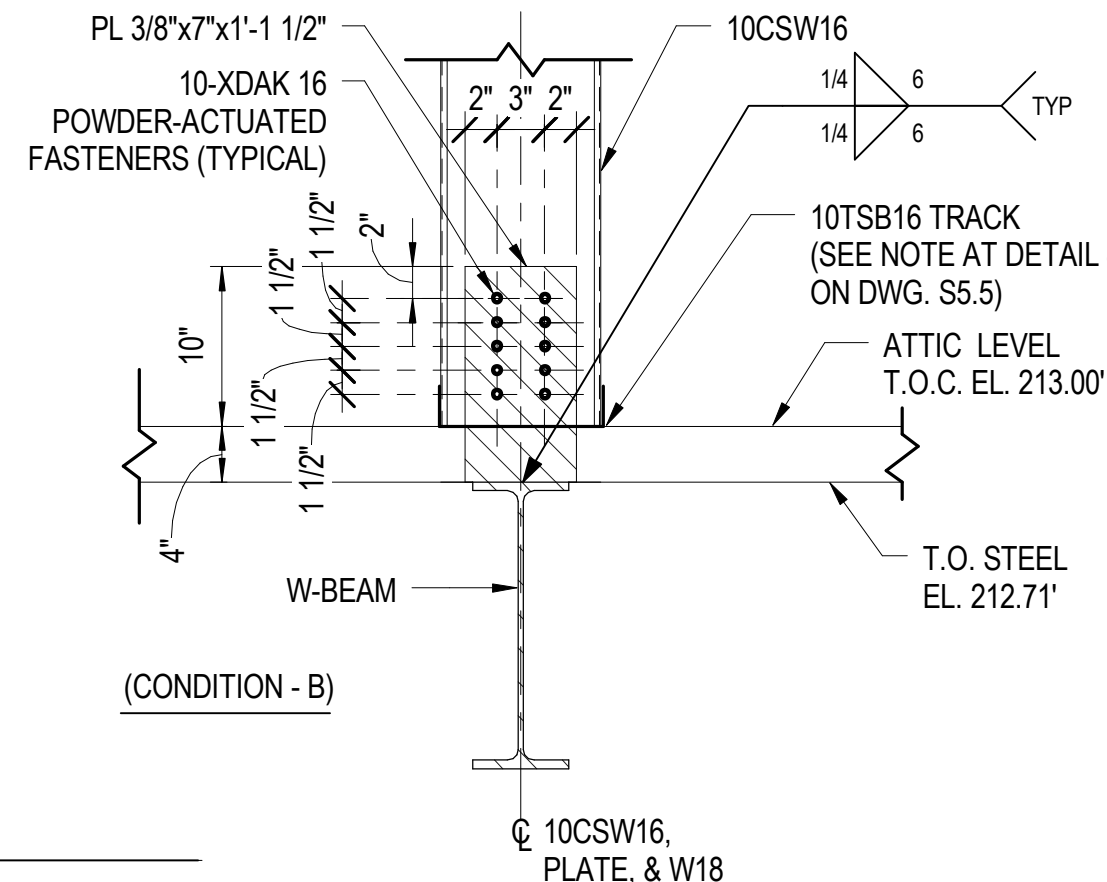 PL 3/8"x7"x1'-1 1/2"
10CSW16
10-XDAK 16
POWDER-ACTUATED
FASTENERS (TYPICAL)
2" 3" 2"
1/4 6
1/4 6
TYP
10TSB16 TRACK
(SEE NOTE AT DETAIL
ON DWG. S5.5)
1 1/2"
2"
1 1/2"
10"
1 1/2"
1 1/2"
4"
ATTIC LEVEL
T.O.C. EL. 213.00'
T.O. STEEL
EL. 212.71'
W-BEAM
(CONDITION - B)
℄ 10CSW16,
PLATE, & W18